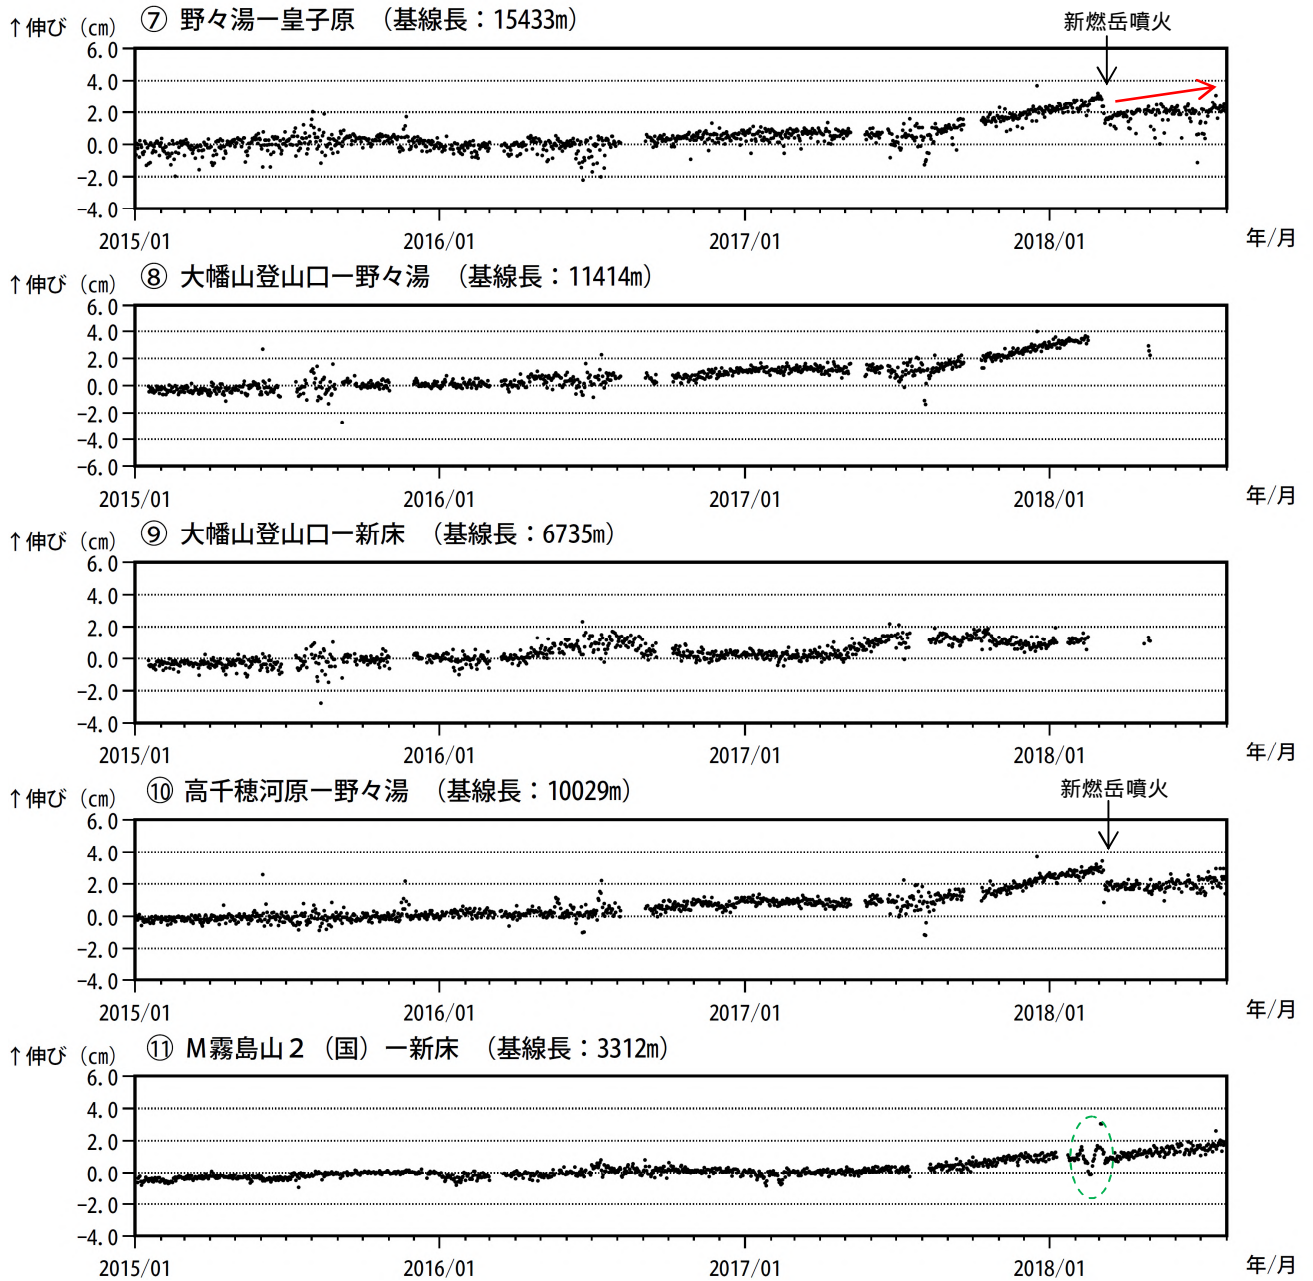 ⑦ 野々湯ー皇子原 （基線長：15433m）
新燃岳噴火
↑伸び（㎝）
6.0
4.0
2.0
0.0
−2.0
−4.0
2015/01 2016/01 2017/01 2018/01 年/月
⑧ 大幡山登山口ー野々湯 （基線長：11414m）
↑伸び（㎝）
6.0
4.0
2.0
0.0
−2.0
−4.0
−6.0
2015/01 2016/01 2017/01 2018/01 年/月
⑨ 大幡山登山口ー新床 （基線長：6735m）
↑伸び（㎝）
6.0
4.0
2.0
0.0
−2.0
−4.0
2015/01 2016/01 2017/01 2018/01 年/月
⑩ 高千穂河原ー野々湯 （基線長：10029m）
新燃岳噴火
↑伸び（㎝）
6.0
4.0
2.0
0.0
−2.0
−4.0
2015/01 2016/01 2017/01 2018/01 年/月
⑪ M霧島山２（国）ー新床 （基線長：3312m）
↑伸び（㎝）
6.0
4.0
2.0
0.0
−2.0
−4.0
2015/01 2016/01 2017/01 2018/01 年/月